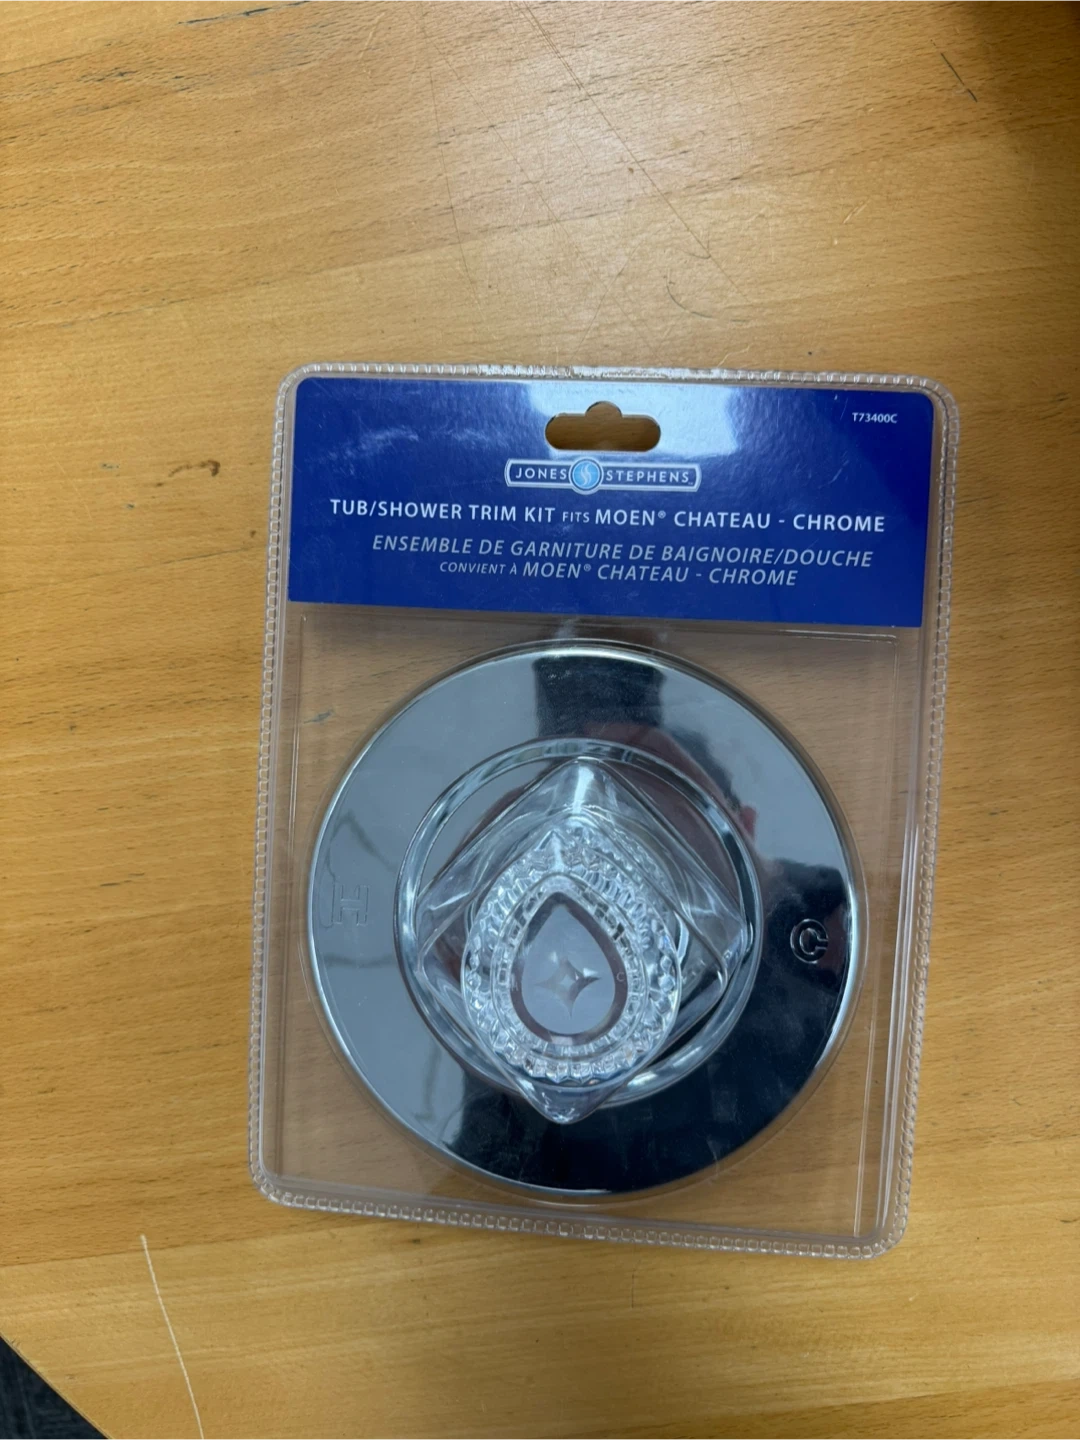 T73400C
JONES STEPHENS
TUB/SHOWER TRIM KIT FITS MOEN® CHATEAU - CHROME
ENSEMBLE DE GARNITURE DE BAIGNOIRE/DOUCHE
CONVIENT À MOEN® CHATEAU - CHROME
H
C